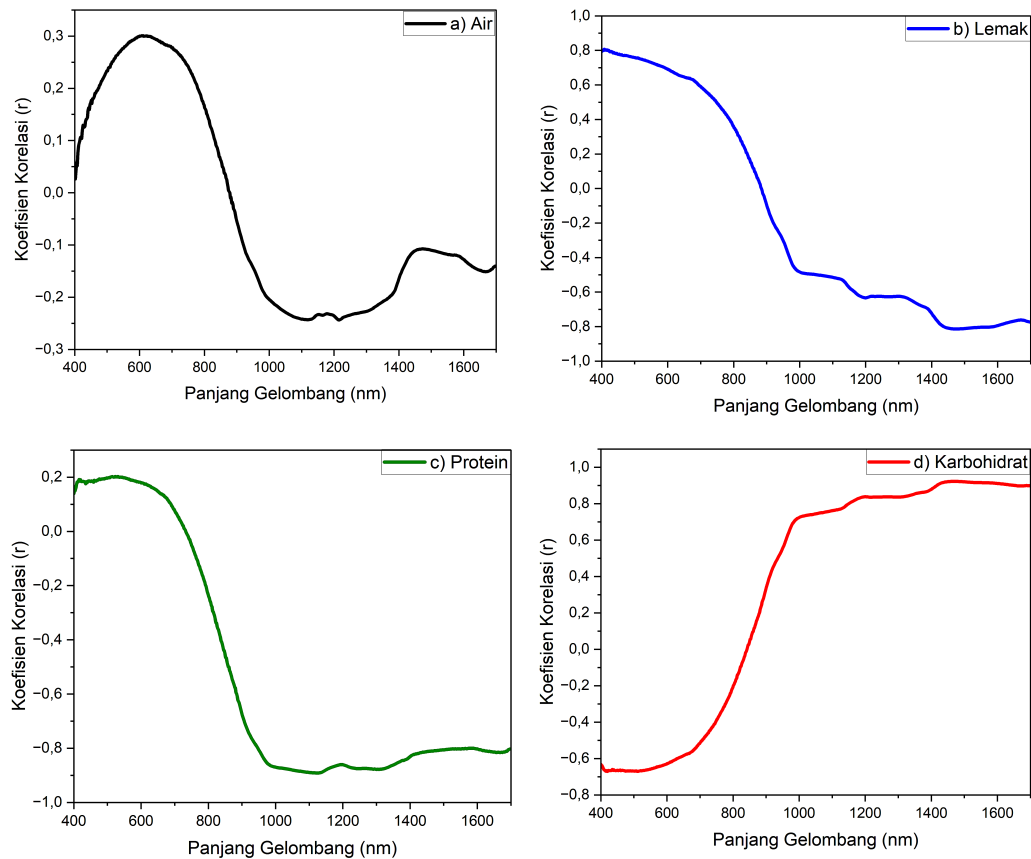 a) Air
0,3
0,2
0,1
0,0
−0,1
−0,2
−0,3
Koefisien Korelasi (r)
400 600 800 1000 1200 1400 1600
Panjang Gelombang (nm)
b) Lemak
1,0
0,8
0,6
0,4
0,2
0,0
−0,2
−0,4
−0,6
−0,8
−1,0
Koefisien Korelasi (r)
400 600 800 1000 1200 1400 1600
Panjang Gelombang (nm)
c) Protein
0,2
0,0
−0,2
−0,4
−0,6
−0,8
−1,0
Koefisien Korelasi (r)
400 600 800 1000 1200 1400 1600
Panjang Gelombang (nm)
d) Karbohidrat
1,0
0,8
0,6
0,4
0,2
0,0
−0,2
−0,4
−0,6
−0,8
Koefisien Korelasi (r)
400 600 800 1000 1200 1400 1600
Panjang Gelombang (nm)